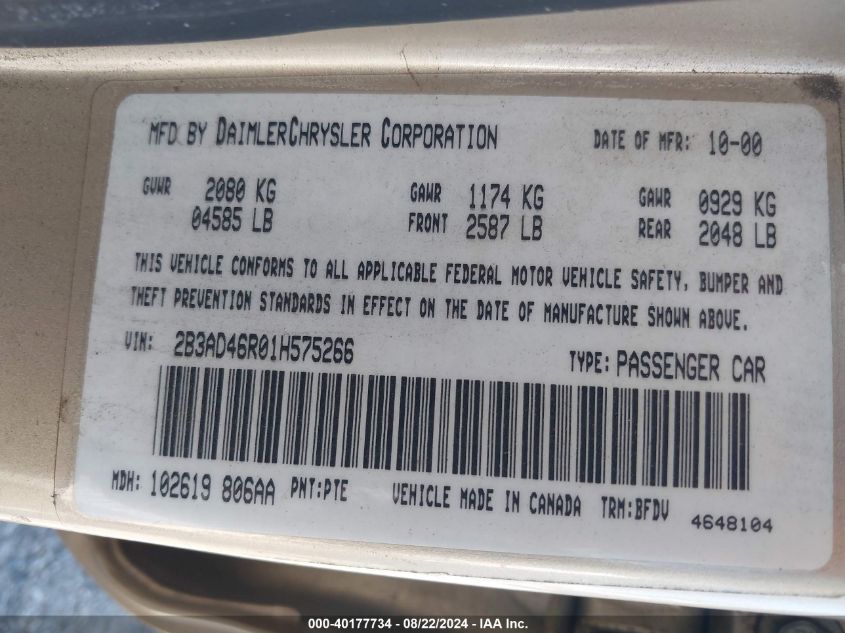 MFD BY DAIMLERCHRYSLER CORPORATION DATE OF MFR: 10-00
GVWR 2080 KG GAWR 1174 KG GAWR 0929 KG
04585 LB FRONT 2587 LB REAR 2048 LB
THIS VEHICLE CONFORMS TO ALL APPLICABLE FEDERAL MOTOR VEHICLE SAFETY, BUMPER AND
THEFT PREVENTION STANDARDS IN EFFECT ON THE DATE OF MANUFACTURE SHOWN ABOVE.
VIN: 2B3AD46R01H575266 TYPE: PASSENGER CAR
MDH: 102619 806AA PNT:PTE VEHICLE MADE IN CANADA TRM:BFDV
4648104
000-40177734 - 08/22/2024 - IAA Inc.